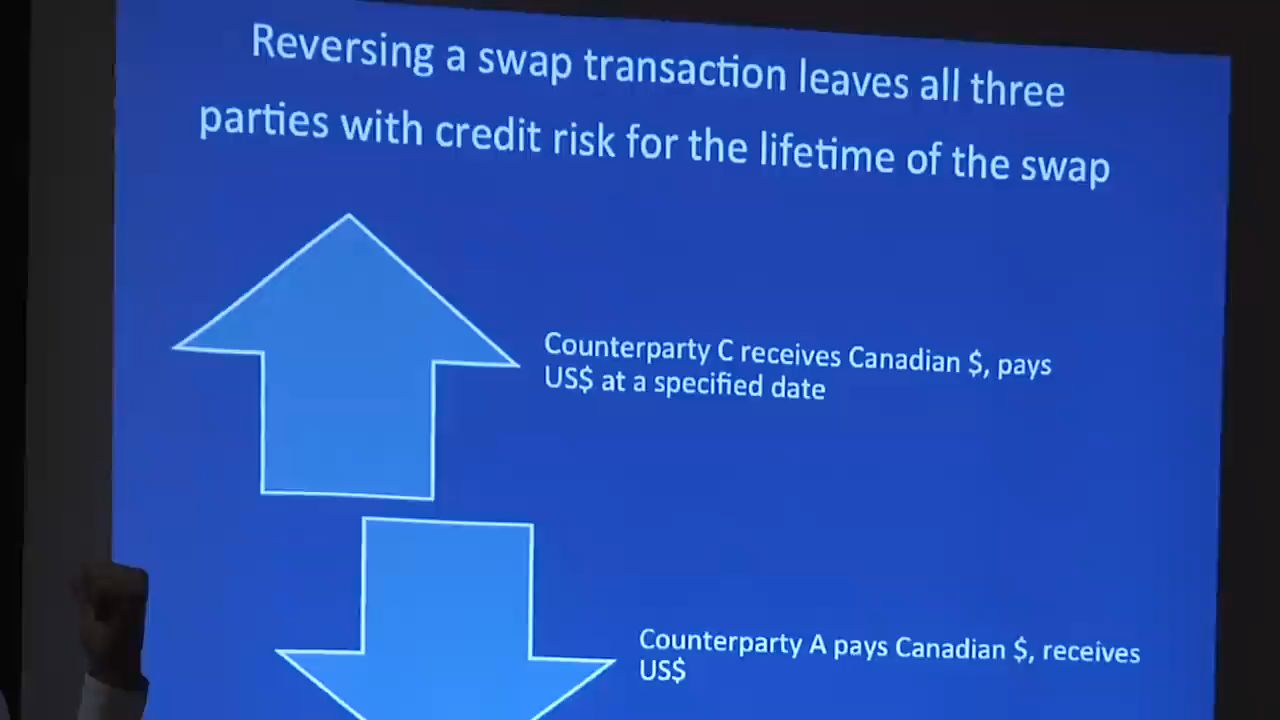 Reversing a swap transaction leaves all three
parties with credit risk for the lifetime of the swap
Counterparty C receives Canadian $, pays
US$ at a specified date
Counterparty A pays Canadian $, receives
US$